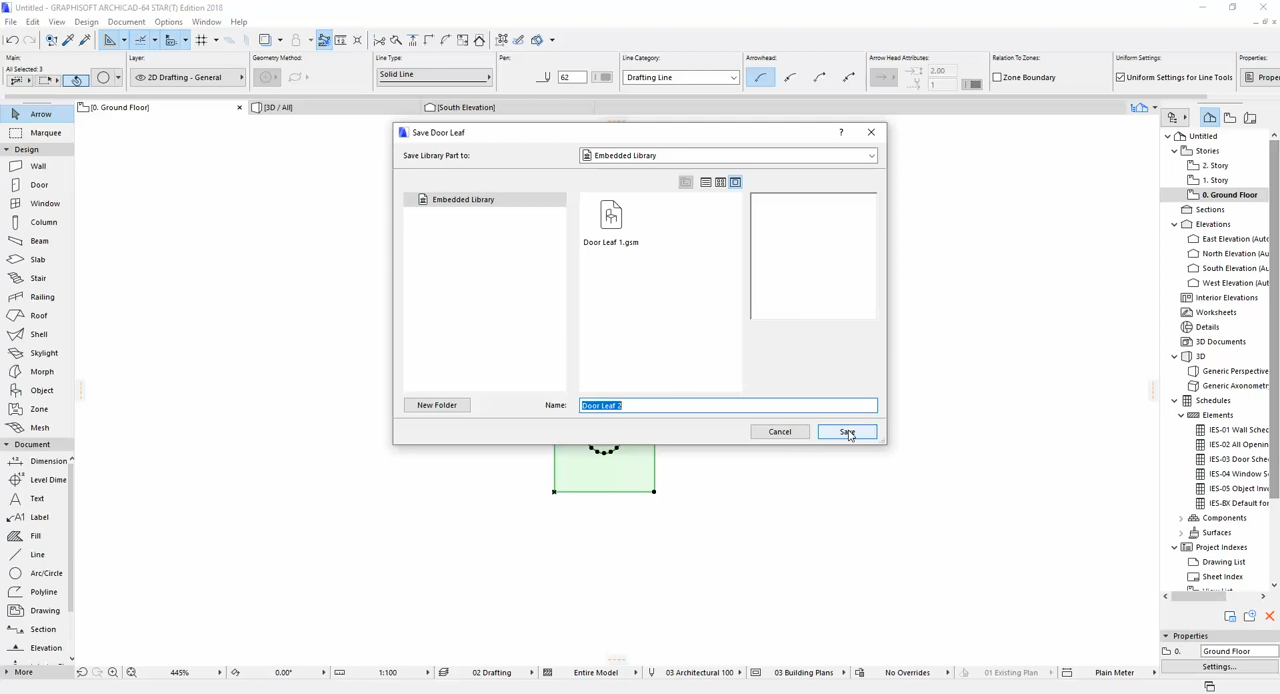 Untitled - GRAPHISOFT ARCHICAD-64 STAR(T) Edition 2018
File Edit View Design Document Options Window Help
Main:
All Selected: 3
Layer:
2D Drafting - General
Geometry Method:
Line Type:
Solid Line
Pen:
62
Line Category:
Drafting Line
Arrowhead:
Arrow Head Attributes:
2.00
1
Relation To Zones:
Zone Boundary
Uniform Settings:
Uniform Settings for Line Tools
Properties:
Proper
[0. Ground Floor]
[3D / All]
[South Elevation]
Arrow
Marquee
Design
Wall
Door
Window
Column
Beam
Slab
Stair
Railing
Roof
Shell
Skylight
Morph
Object
Zone
Mesh
Document
Dimension
Level Dime
Text
Label
Fill
Line
Arc/Circle
Polyline
Drawing
Section
Elevation
More
Save Door Leaf
?
Save Library Part to:
Embedded Library
Embedded Library
Door Leaf 1.gsm
New Folder
Name:
Door Leaf 2
Cancel
Save
Untitled
Stories
2. Story
1. Story
0. Ground Floor
Sections
Elevations
East Elevation (Auto
North Elevation (Au
South Elevation (Au
West Elevation (Aut
Interior Elevations
Worksheets
Details
3D Documents
3D
Generic Perspective
Generic Axonometr
Schedules
Elements
IES-01 Wall Schec
IES-02 All Openin
IES-03 Door Sche
IES-04 Window S
IES-05 Object Inv
IES-BX Default for
Components
Surfaces
Project Indexes
Drawing List
Sheet Index
Properties
0.
Ground Floor
Settings...
445%
0.00°
1:100
02 Drafting
Entire Model
03 Architectural 100
03 Building Plans
No Overrides
01 Existing Plan
Plain Meter